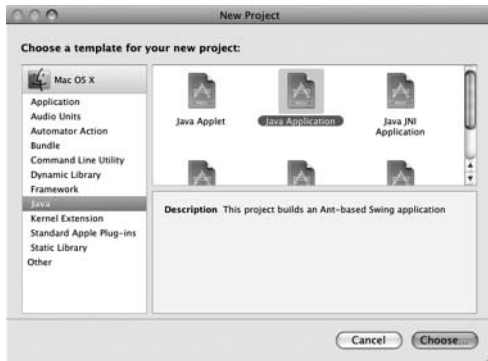 New Project
Choose a template for your new project:
Mac OS X
Application
Audio Units
Automator Action
Bundle
Command Line Utility
Dynamic Library
Framework
Java
Kernel Extension
Standard Apple Plug-ins
Static Library
Other
Java Applet
Java Application
Java JNI
Application
Description This project builds an Ant-based Swing application
Cancel
Choose...